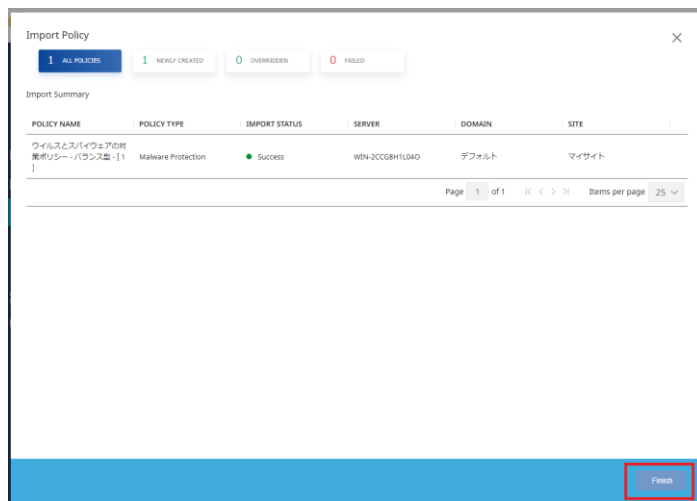 Import Policy
1 ALL POLICIES
1 NEWLY CREATED
0 OVERRIDDEN
0 FAILED
Import Summary
POLICY NAME
POLICY TYPE
IMPORT STATUS
SERVER
DOMAIN
SITE
ウイルスとスパイウェアの対
策ポリシー - バランス型 - [ 1
]
Malware Protection
Success
WIN-2CCG8H1L04O
デフォルト
マイサイト
Page 1 of 1
Items per page 25
Finish